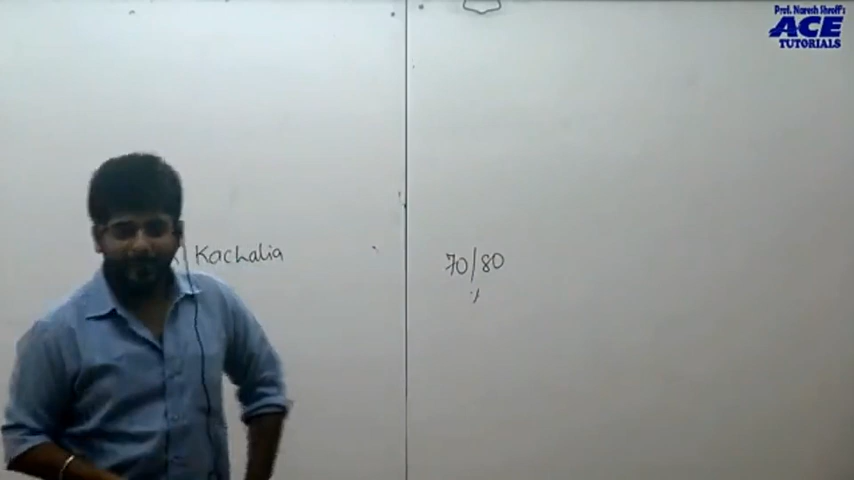 Prof. Naresh Shroff's
ACE
TUTORIALS
Kachalia
70/80